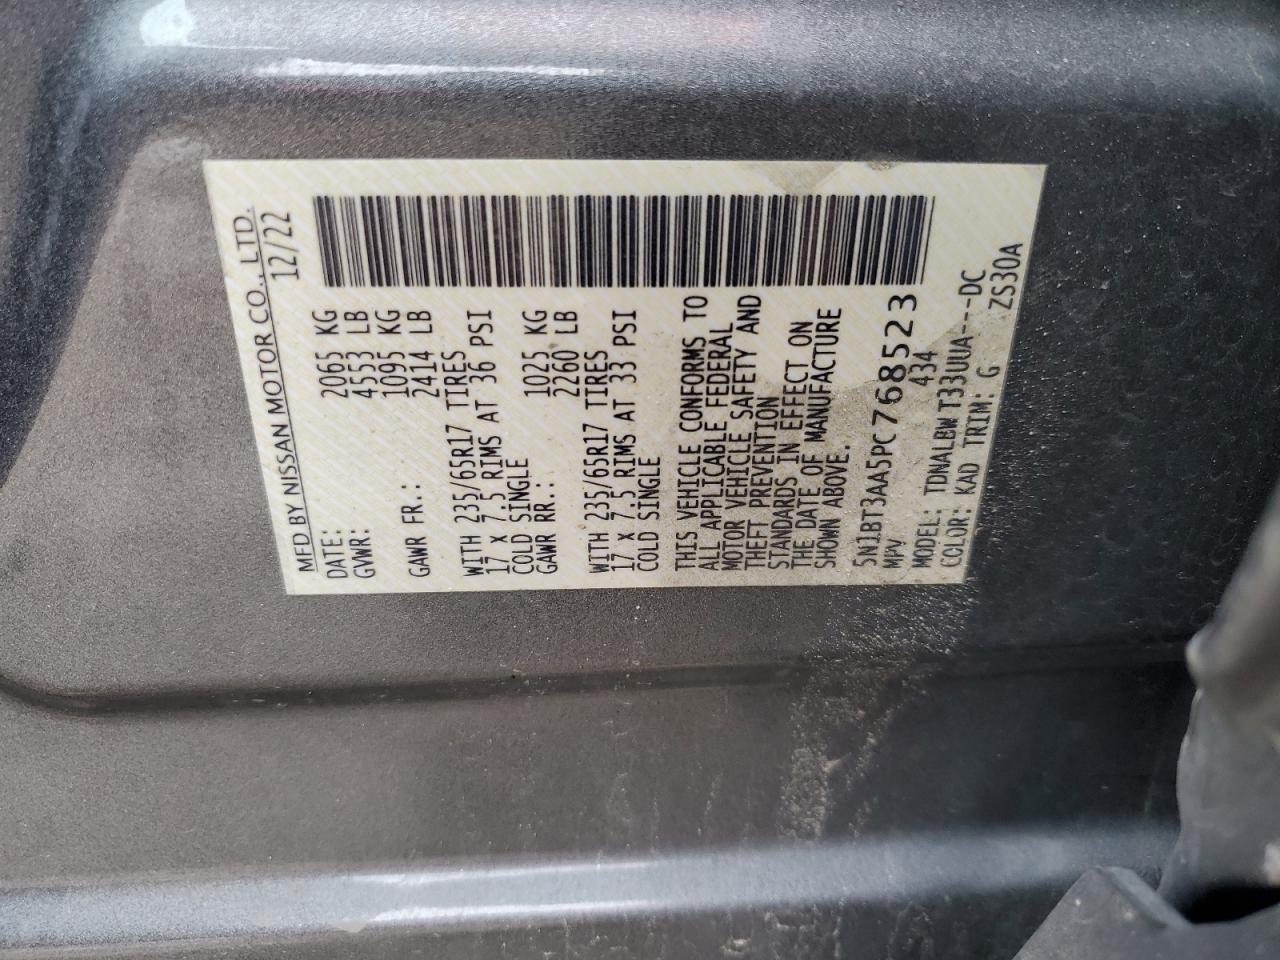 MFD BY NISSAN MOTOR CO., LTD.
DATE: 12/22
GVWR: 2065 KG
4553 LB
GAWR FR.: 1095 KG
2414 LB
WITH 235/65R17 TIRES
17 X 7.5 RIMS AT 36 PSI
COLD SINGLE
GAWR RR.: 1025 KG
2260 LB
WITH 235/65R17 TIRES
17 X 7.5 RIMS AT 33 PSI
COLD SINGLE
THIS VEHICLE CONFORMS TO
ALL APPLICABLE FEDERAL
MOTOR VEHICLE SAFETY AND
THEFT PREVENTION
STANDARDS IN EFFECT ON
THE DATE OF MANUFACTURE
SHOWN ABOVE.
5N1BT3AA5PC768523
MPV 434
MODEL: TDNALBW T33UUA---DC
COLOR: KAD TRIM: G ZS30A